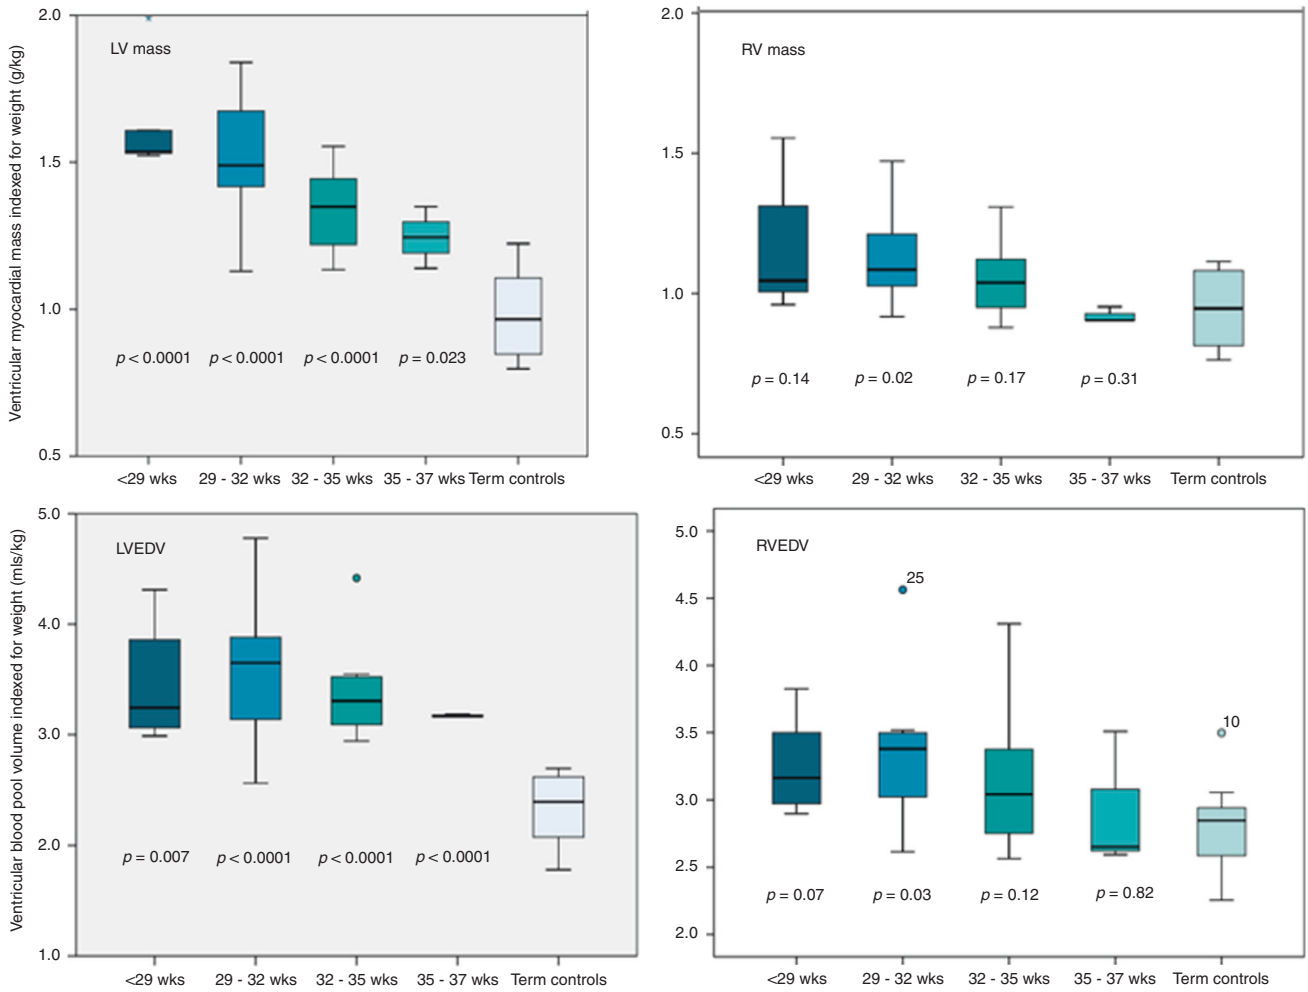 Ventricular myocardial mass indexed for weight (g/kg)
2.0
1.5
1.0
0.5
LV mass
p < 0.0001 p < 0.0001 p < 0.0001 p = 0.023
<29 wks 29 - 32 wks 32 - 35 wks 35 - 37 wks Term controls
2.0
1.5
1.0
0.5
RV mass
p = 0.14 p = 0.02 p = 0.17 p = 0.31
<29 wks 29 - 32 wks 32 - 35 wks 35 - 37 wks Term controls
Ventricular blood pool volume indexed for weight (mls/kg)
5.0
4.0
3.0
2.0
1.0
LVEDV
p = 0.007 p < 0.0001 p < 0.0001 p < 0.0001
<29 wks 29 - 32 wks 32 - 35 wks 35 - 37 wks Term controls
5.0
4.5
4.0
3.5
3.0
2.5
2.0
RVEDV
25
10
p = 0.07 p = 0.03 p = 0.12 p = 0.82
<29 wks 29 - 32 wks 32 - 35 wks 35 - 37 wks Term controls